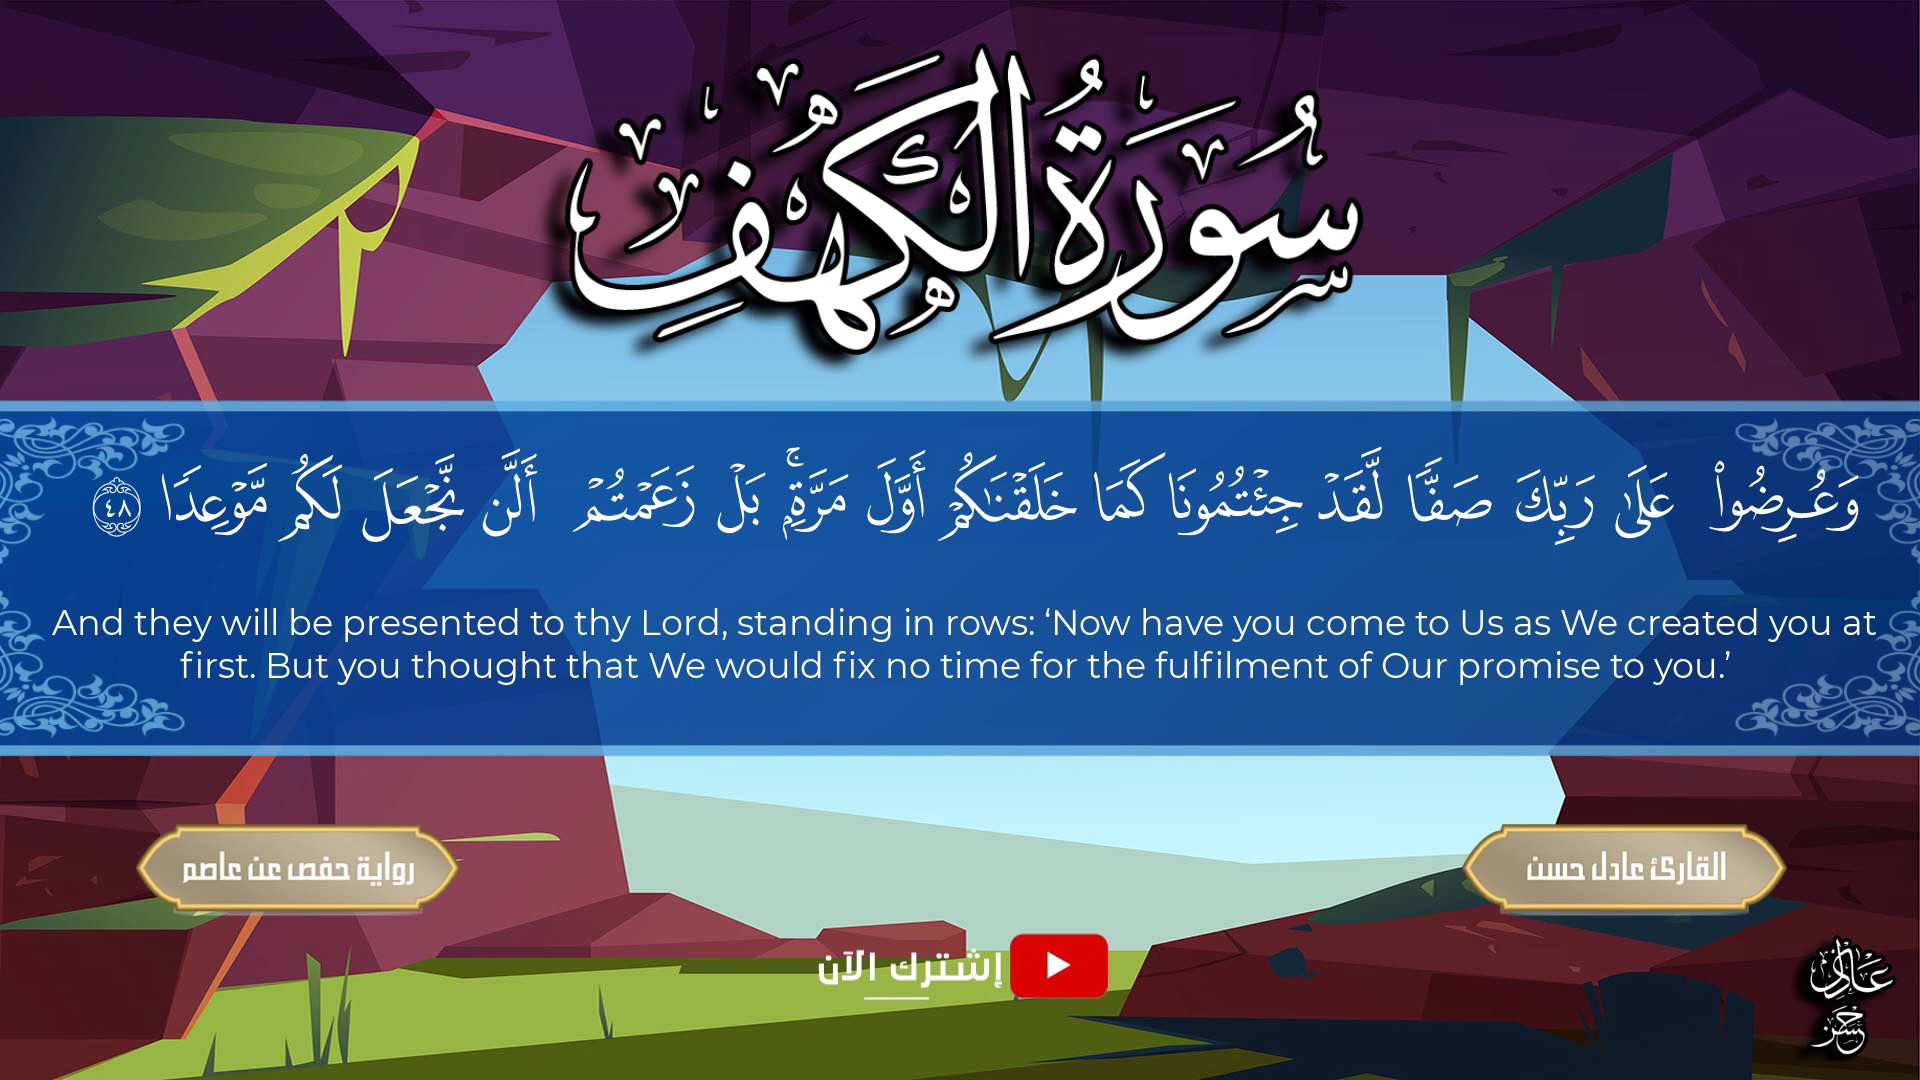 سُورَةُ الكَهْفِ
وَعُرِضُوا۟ عَلَىٰ رَبِّكَ صَفًّا لَّقَدْ جِئْتُمُونَا كَمَا خَلَقْنَـٰكُمْ أَوَّلَ مَرَّةٍۭ ۚ بَلْ زَعَمْتُمْ أَلَّن نَّجْعَلَ لَكُم مَّوْعِدًا ٤٨
And they will be presented to thy Lord, standing in rows: ‘Now have you come to Us as We created you at
first. But you thought that We would fix no time for the fulfilment of Our promise to you.’
القارئ عادل حسن
رواية حفص عن عاصم
إشترك الآن
عادل
حسن